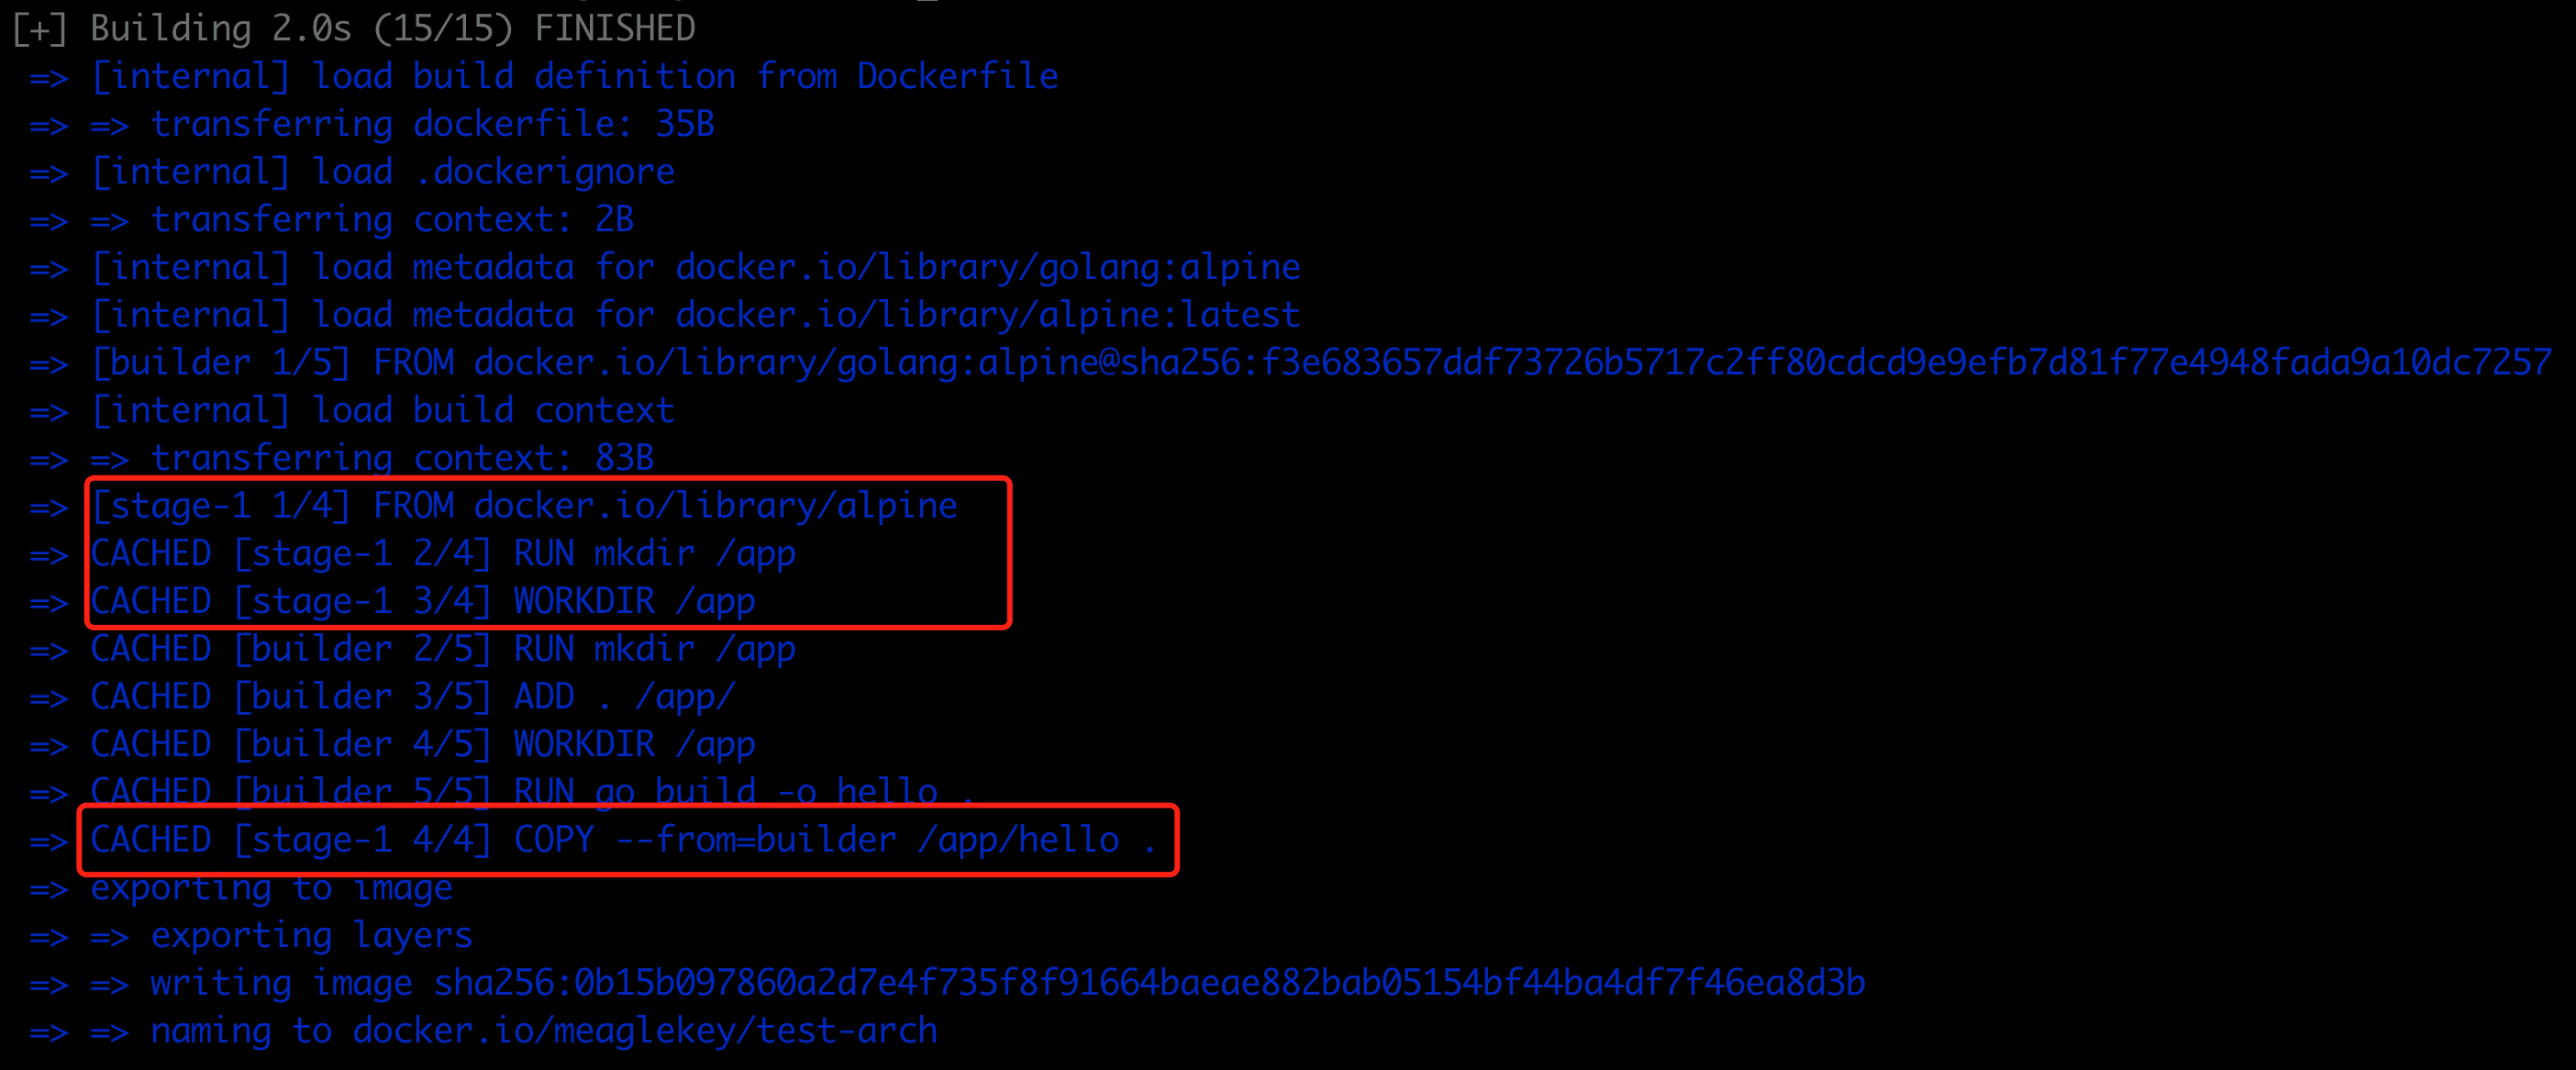 [+] Building 2.0s (15/15) FINISHED
=> [internal] load build definition from Dockerfile
=> => transferring dockerfile: 35B
=> [internal] load .dockerignore
=> => transferring context: 2B
=> [internal] load metadata for docker.io/library/golang:alpine
=> [internal] load metadata for docker.io/library/alpine:latest
=> [builder 1/5] FROM docker.io/library/golang:alpine@sha256:f3e683657ddf73726b5717c2ff80cdcd9e9efb7d81f77e4948fada9a10dc7257
=> [internal] load build context
=> => transferring context: 83B
=> [stage-1 1/4] FROM docker.io/library/alpine
=> CACHED [stage-1 2/4] RUN mkdir /app
=> CACHED [stage-1 3/4] WORKDIR /app
=> CACHED [builder 2/5] RUN mkdir /app
=> CACHED [builder 3/5] ADD . /app/
=> CACHED [builder 4/5] WORKDIR /app
=> CACHED [builder 5/5] RUN go build -o hello .
=> CACHED [stage-1 4/4] COPY --from=builder /app/hello .
=> exporting to image
=> => exporting layers
=> => writing image sha256:0b15b097860a2d7e4f735f8f91664baeae882bab05154bf44ba4df7f46ea8d3b
=> => naming to docker.io/meaglekey/test-arch